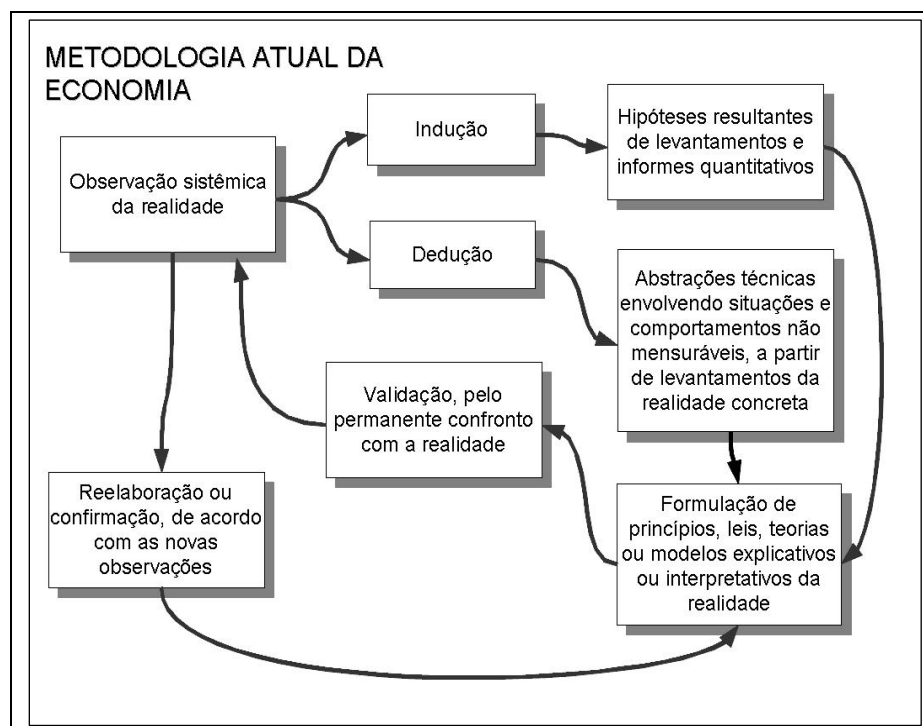 METODOLOGIA ATUAL DA
ECONOMIA
Observação sistêmica
da realidade
Indução
Hipóteses resultantes
de levantamentos e
informes quantitativos
Dedução
Abstrações técnicas
envolvendo situações e
comportamentos não
mensuráveis, a partir
de levantamentos da
realidade concreta
Validação, pelo
permanente confronto
com a realidade
Reelaboração ou
confirmação, de acordo
com as novas
observações
Formulação de
princípios, leis, teorias
ou modelos explicativos
ou interpretativos da
realidade